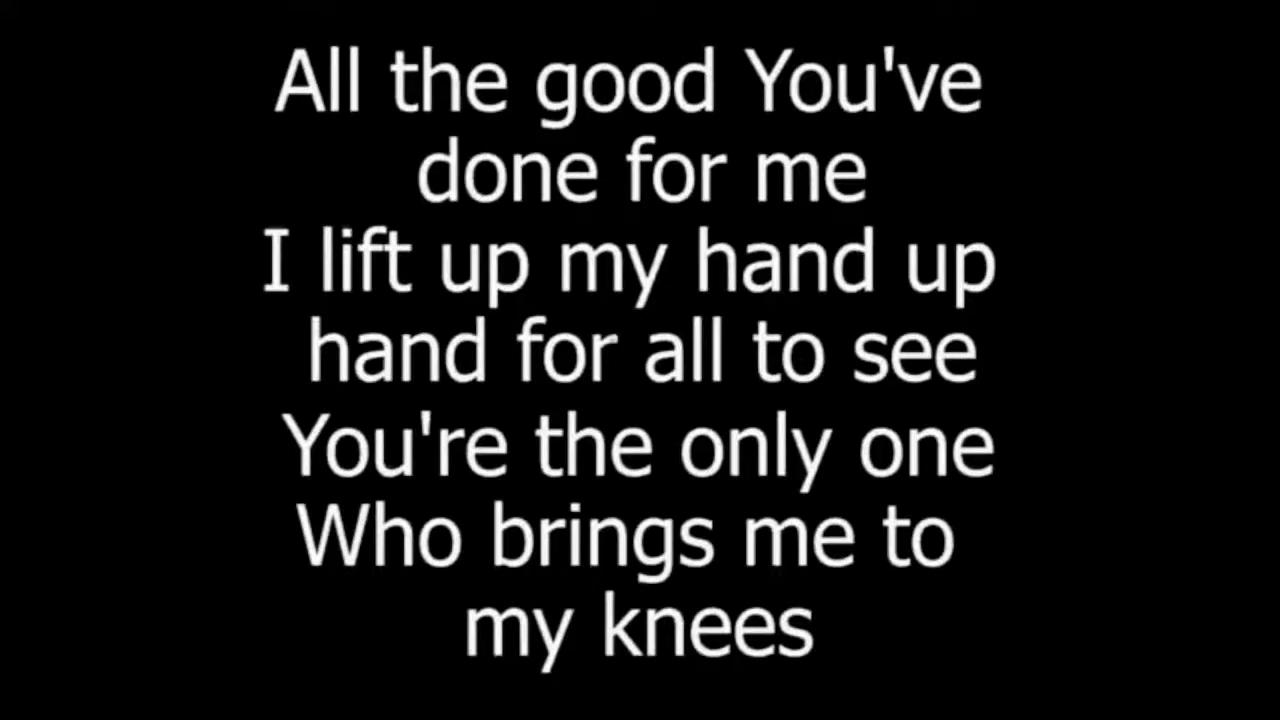 All the good You've
done for me
I lift up my hand up
hand for all to see
You're the only one
Who brings me to
my knees